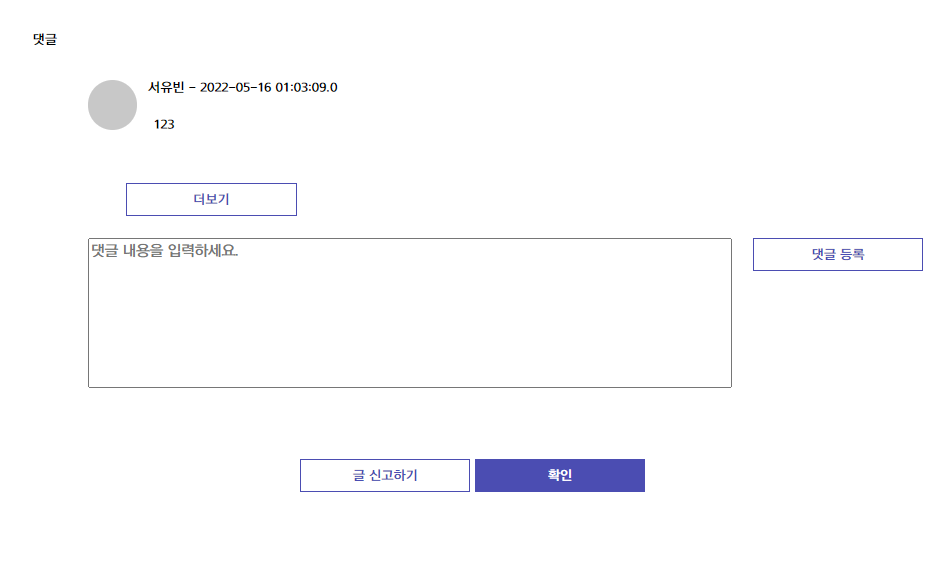 댓글
서유빈 - 2022-05-16 01:03:09.0
123
더보기
댓글 내용을 입력하세요.
댓글 등록
글 신고하기
확인